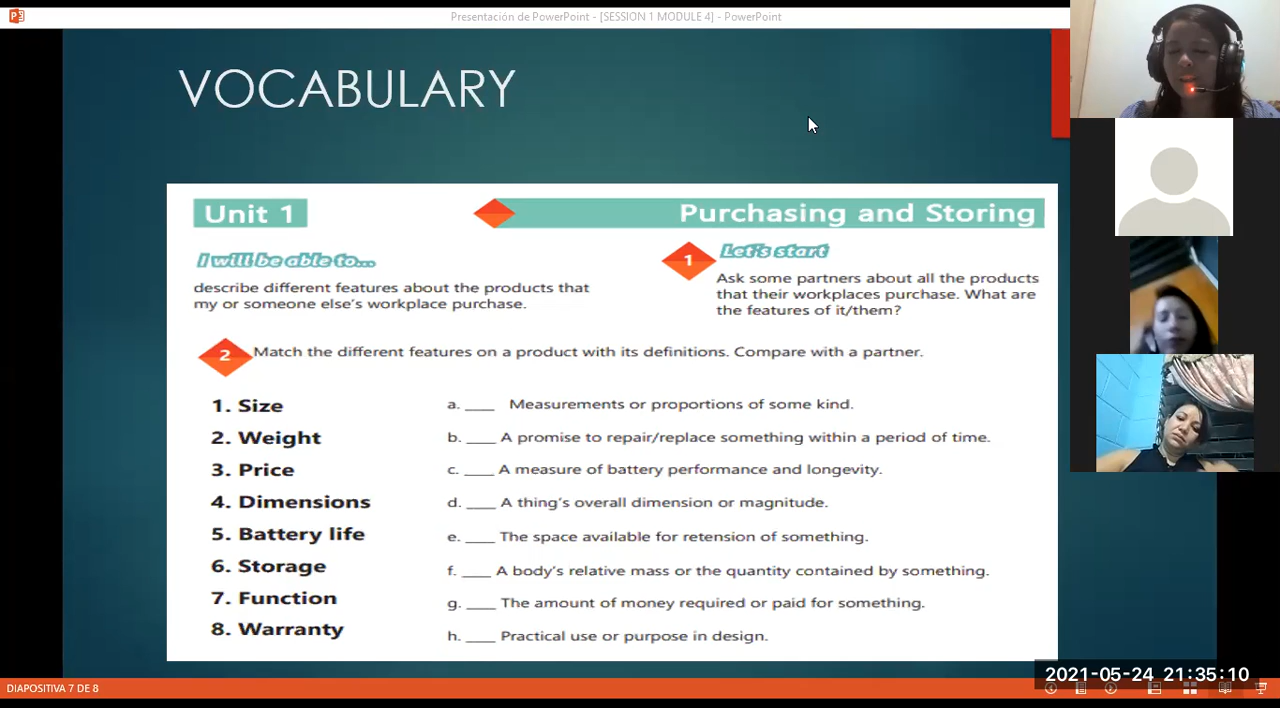 Presentación de PowerPoint - [SESSION 1 MODULE 4] - PowerPoint
VOCABULARY
Unit 1
Purchasing and Storing
I will be able to...
describe different features about the products that
my or someone else's workplace purchase.
1
Let's start
Ask some partners about all the products
that their workplaces purchase. What are
the features of it/them?
2 Match the different features on a product with its definitions. Compare with a partner.
1. Size
2. Weight
3. Price
4. Dimensions
5. Battery life
6. Storage
7. Function
8. Warranty
a. ____ Measurements or proportions of some kind.
b. ____ A promise to repair/replace something within a period of time.
c. ____ A measure of battery performance and longevity.
d. ____ A thing's overall dimension or magnitude.
e. ____ The space available for retension of something.
f. ____ A body's relative mass or the quantity contained by something.
g. ____ The amount of money required or paid for something.
h. ____ Practical use or purpose in design.
2021-05-24 21:35:10
DIAPOSITIVA 7 DE 8